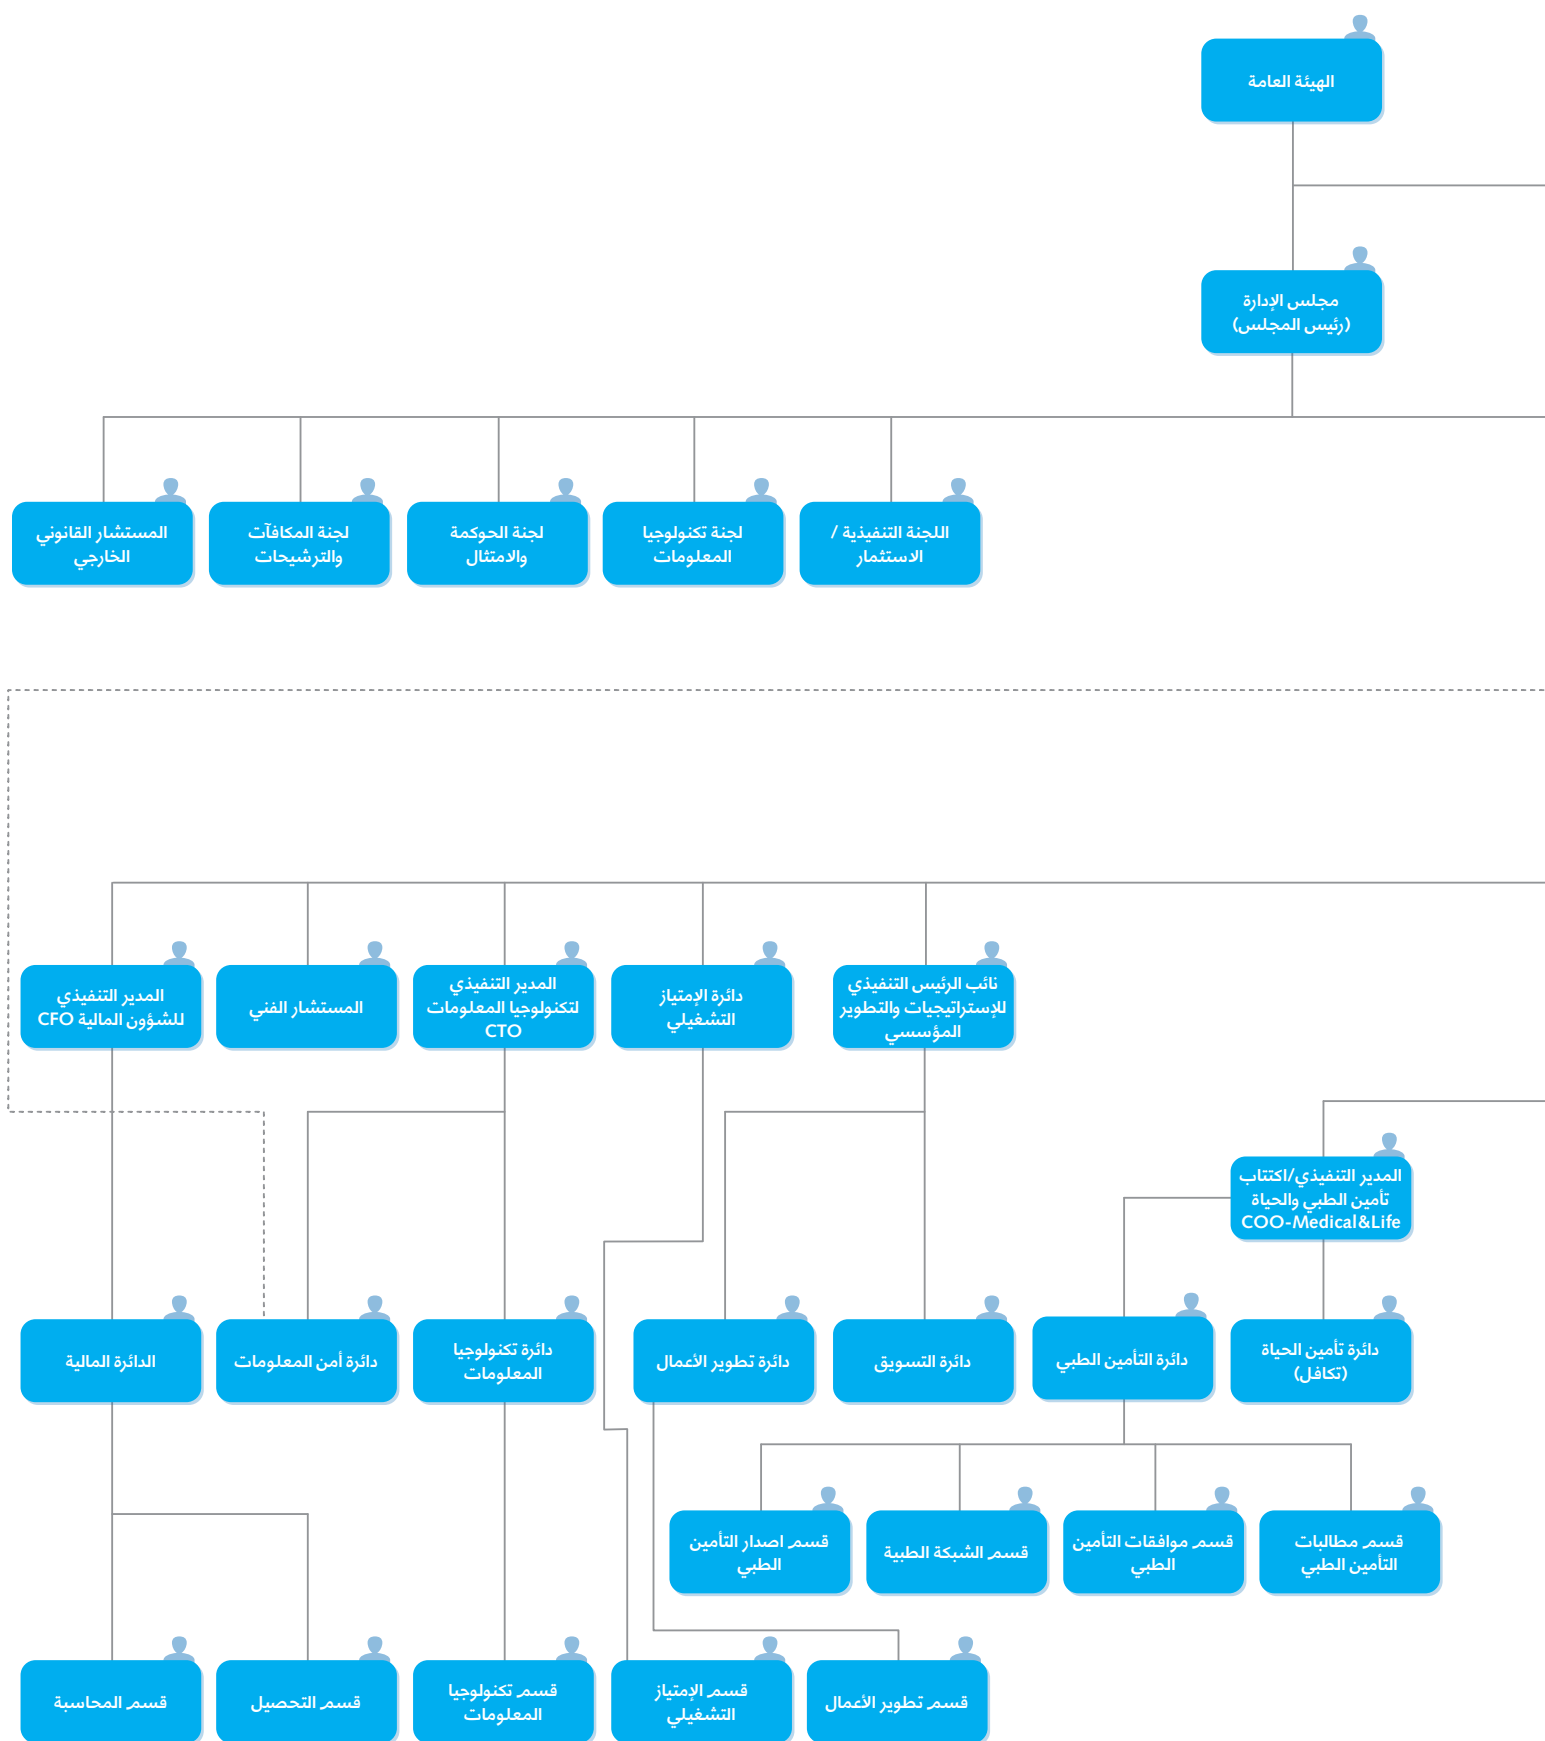 الهيئة العامة
مجلس الإدارة
(رئيس المجلس)
اللجنة التنفيذية /
الاستثمار
لجنة تكنولوجيا
المعلومات
لجنة الحوكمة
والامتثال
لجنة المكافآت
والترشيحات
المستشار القانوني
الخارجي
نائب الرئيس التنفيذي
للإستراتيجيات والتطوير
المؤسسي
دائرة الإمتياز
التشغيلي
المدير التنفيذي
لتكنولوجيا المعلومات
CTO
المستشار الفني
المدير التنفيذي
للشؤون المالية CFO
المدير التنفيذي/اكتتاب
تأمين الطبي والحياة
COO-Medical&Life
دائرة تأمين الحياة
(تكافل)
دائرة التأمين الطبي
دائرة التسويق
دائرة تطوير الأعمال
دائرة تكنولوجيا
المعلومات
دائرة أمن المعلومات
الدائرة المالية
قسم مطالبات
التأمين الطبي
قسم موافقات التأمين
الطبي
قسم الشبكة الطبية
قسم اصدار التأمين
الطبي
قسم تطوير الأعمال
قسم الإمتياز
التشغيلي
قسم تكنولوجيا
المعلومات
قسم التحصيل
قسم المحاسبة